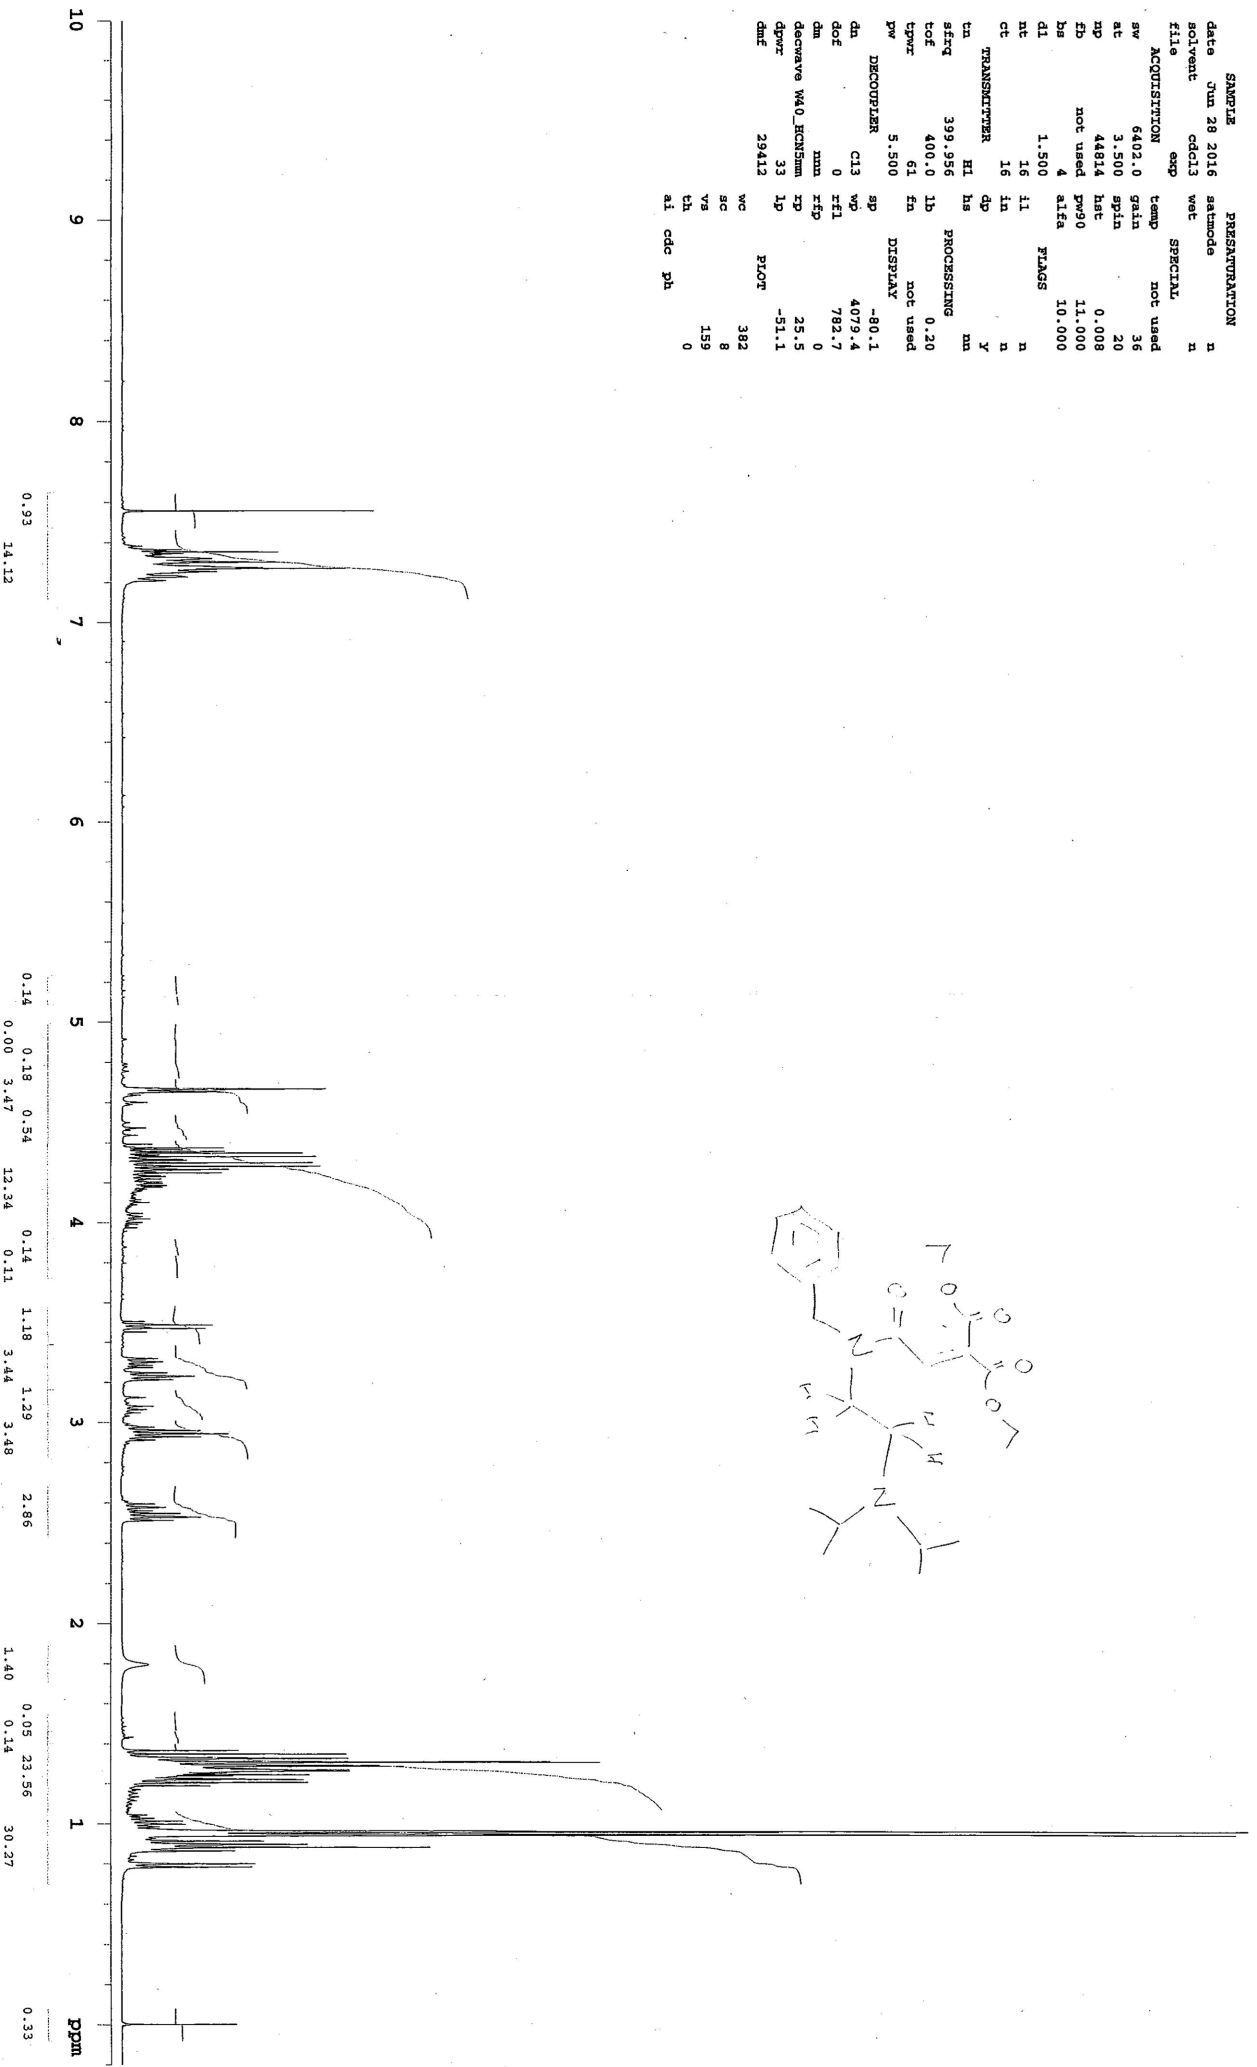 SAMPLE
date Jun 28 2016
solvent cdcl3
file exp
ACQUISITION
sw 6402.0
at 3.500
np 44814
fb not used
bs 4
d1 1.500
nt 16
ct 16
TRANSMITTER
tn H1
sfrq 399.956
tof 400.0
tpwr 61
pw 5.500
DECOUPLER
dn C13
dof 0
dm nnn
decwave W40_HCN5mm
dpwr 33
dmf 29412
PRESATURATION
satmode n
wet n
SPECIAL
temp not used
gain 36
spin 20
hst 0.008
pw90 11.000
alfa 10.000
FLAGS
il n
in n
dp y
hs nn
PROCESSING
lb 0.20
fn not used
DISPLAY
sp -80.1
wp 4079.4
rfl 782.7
rfp 0
rp 25.5
lp -51.1
PLOT
wc 382
sc 8
vs 159
th 0
ai cdc ph
O
O
O
O
O
N
H
H
H
H
N
10 9 8 7 6 5 4 3 2 1 ppm
0.93 0.14 0.18 0.54 0.14 1.18 1.29 2.86 0.05 23.56 0.33
14.12 0.00 3.47 12.34 0.11 3.44 3.48 1.40 0.14 30.27